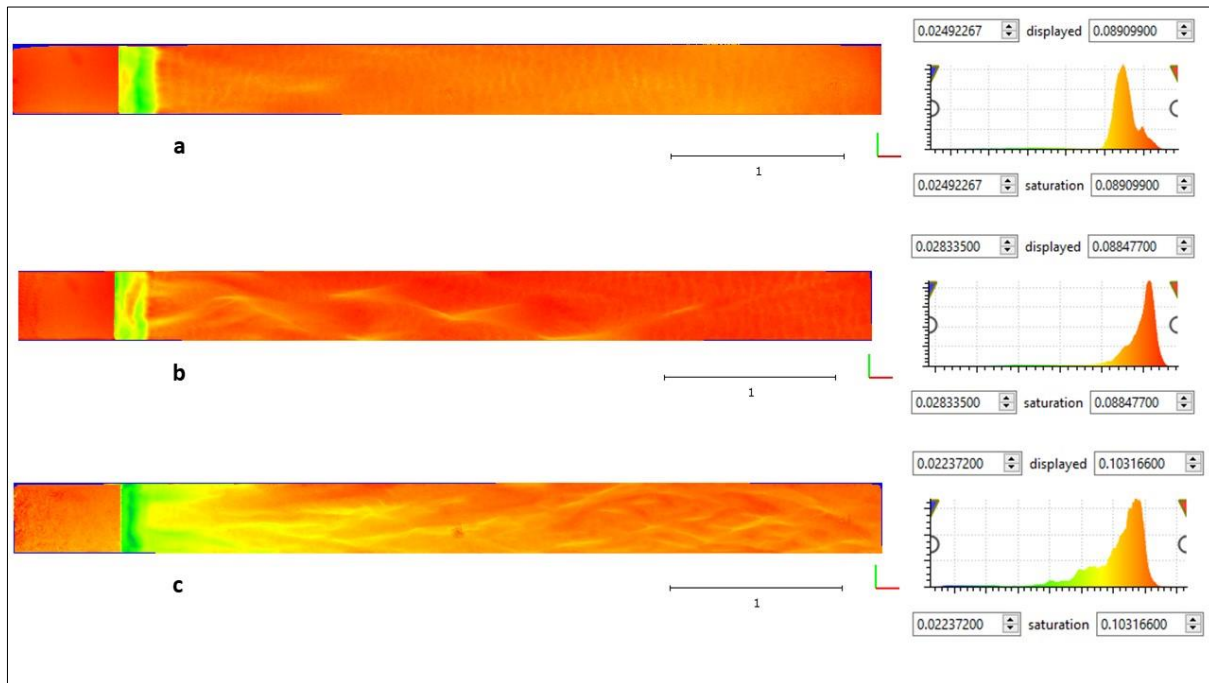 0.02492267 displayed 0.08909900
a
1
0.02492267 saturation 0.08909900
0.02833500 displayed 0.08847700
b
1
0.02833500 saturation 0.08847700
0.02237200 displayed 0.10316600
c
1
0.02237200 saturation 0.10316600